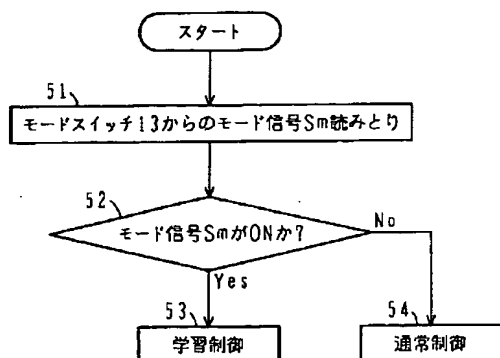 スタート
51
モードスイッチ13からのモード信号Sm読みとり
52
モード信号SmがONか?
No
Yes
53
学習制御
54
通常制御